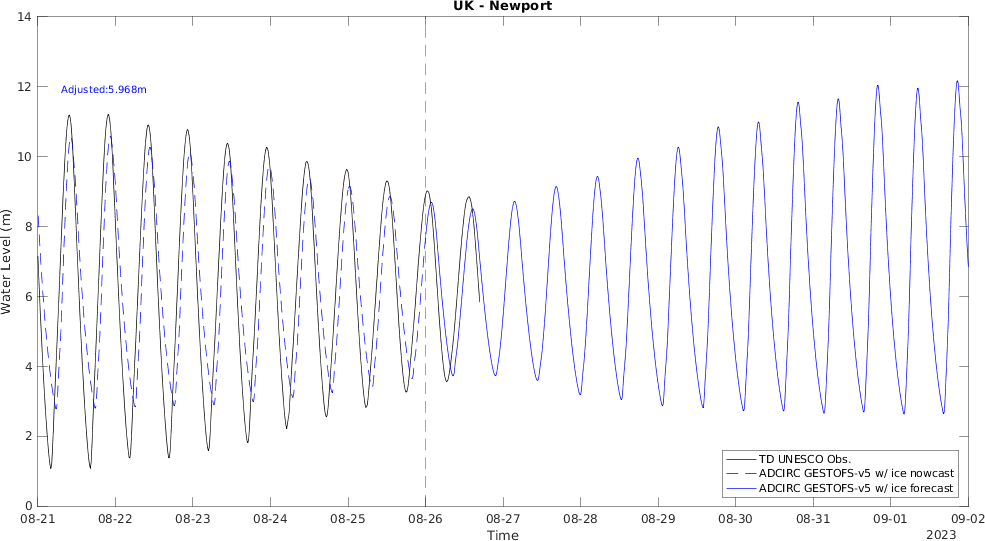 UK - Newport
14
12
10
8
6
4
2
0
Water Level (m)
Adjusted:5.968m
TD UNESCO Obs.
ADCIRC GESTOFS-v5 w/ ice nowcast
ADCIRC GESTOFS-v5 w/ ice forecast
08-21 08-22 08-23 08-24 08-25 08-26 08-27 08-28 08-29 08-30 08-31 09-01 09-02
Time
2023